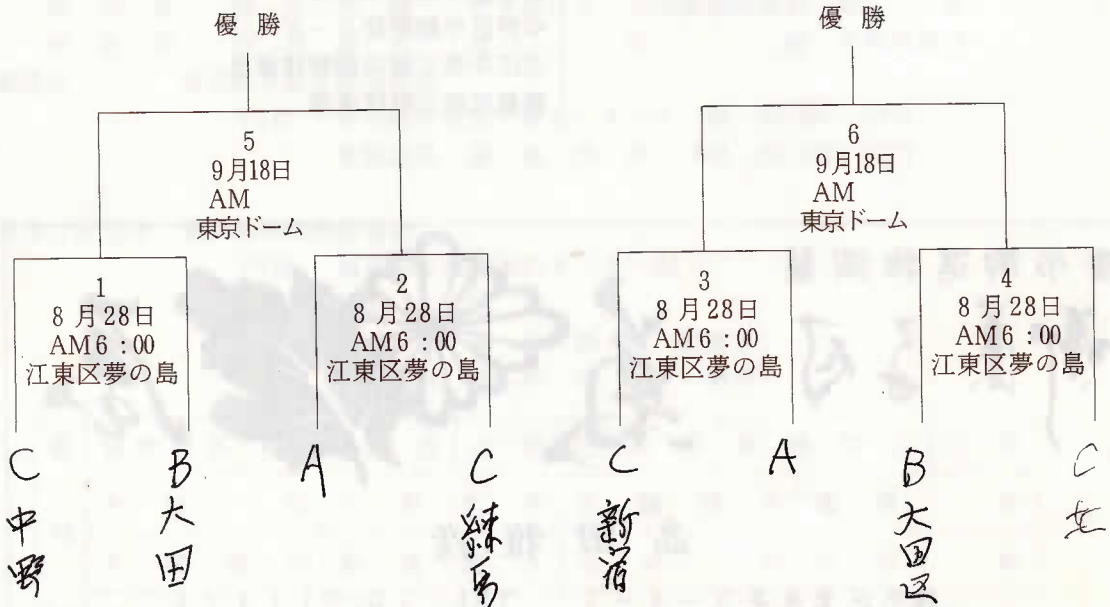 優勝
優勝
5
9月18日
AM
東京ドーム
6
9月18日
AM
東京ドーム
1
8月28日
AM6:00
江東区夢の島
2
8月28日
AM6:00
江東区夢の島
3
8月28日
AM6:00
江東区夢の島
4
8月28日
AM6:00
江東区夢の島
C
中野
B
大田
A
C
練馬
C
新宿
A
B
大田区
C